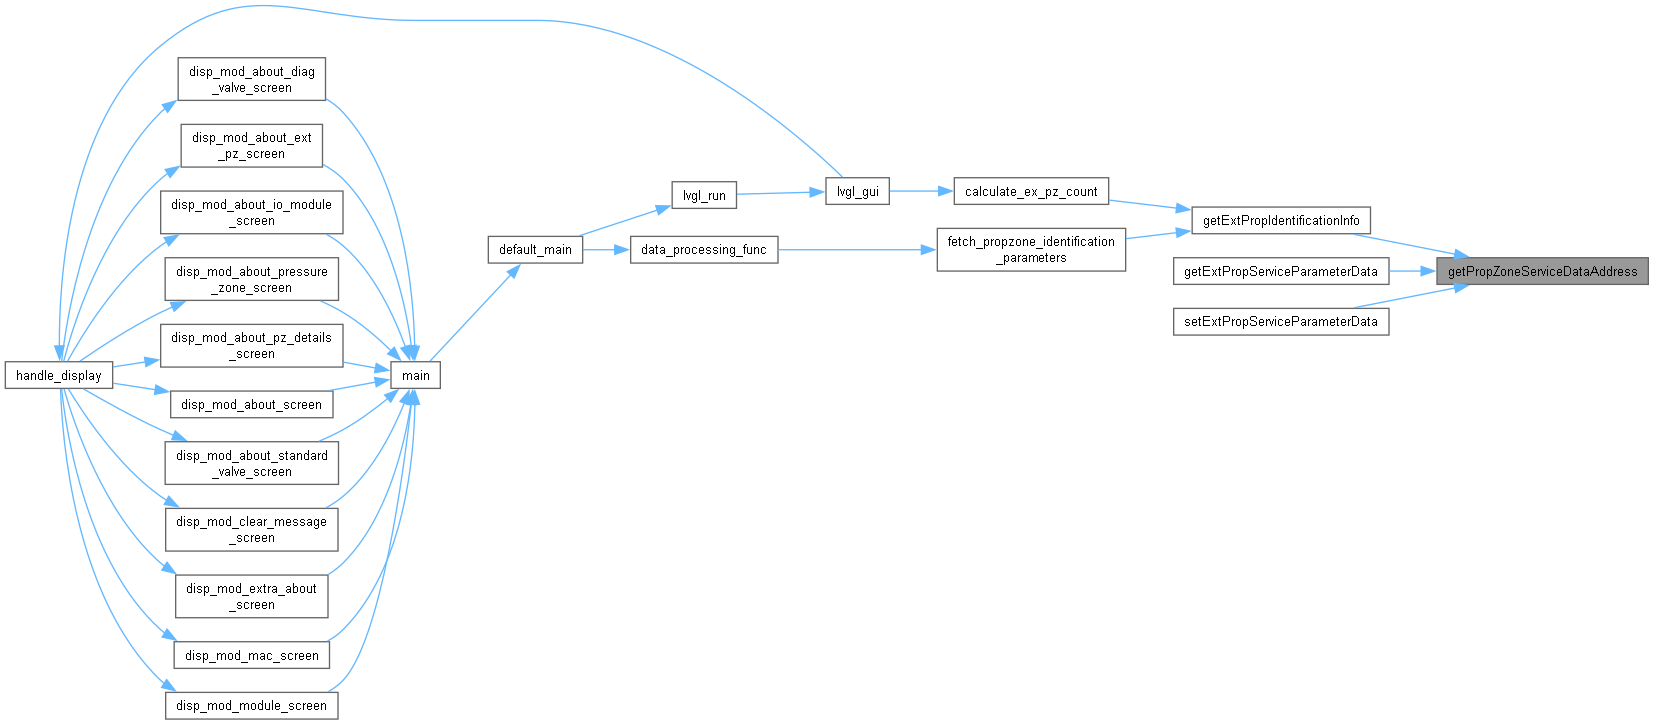 disp_mod_about_diag
_valve_screen
disp_mod_about_ext
_pz_screen
disp_mod_about_io_module
_screen
disp_mod_about_pressure
_zone_screen
disp_mod_about_pz_details
_screen
handle_display
disp_mod_about_screen
disp_mod_about_standard
_valve_screen
disp_mod_clear_message
_screen
disp_mod_extra_about
_screen
disp_mod_mac_screen
disp_mod_module_screen
main
default_main
lvgl_run
data_processing_func
lvgl_gui
calculate_ex_pz_count
fetch_propzone_identification
_parameters
getExtPropIdentificationInfo
getExtPropServiceParameterData
setExtPropServiceParameterData
getPropZoneServiceDataAddress